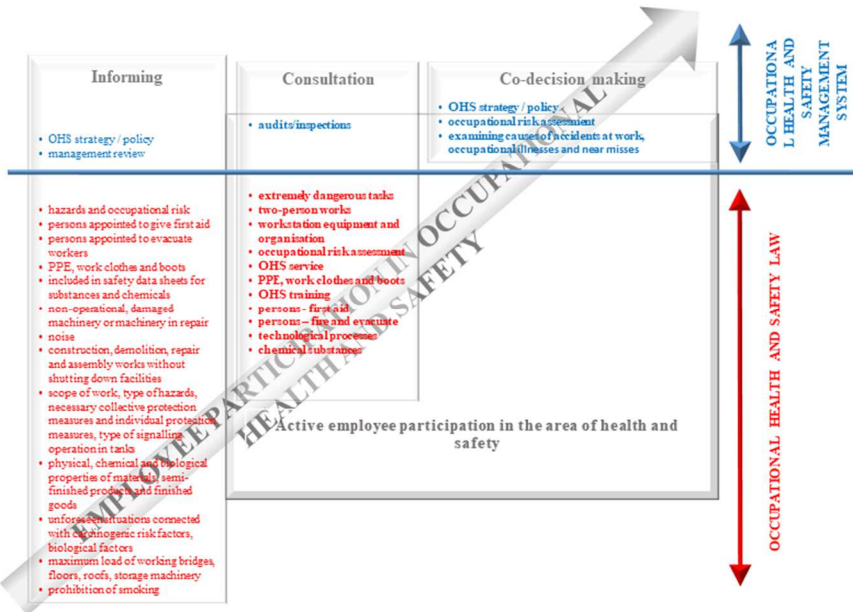 Informing
• OHS strategy / policy
• management review
• hazards and occupational risk
• persons appointed to give first aid
• persons appointed to evacuate
workers
• PPE, work clothes and boots
• included in safety data sheets for
substances and chemicals
• non-operational, damaged
machinery or machinery in repair
• noise
• construction, demolition, repair
and assembly works without
shutting down facilities
• scope of work, type of hazards,
necessary collective protection
measures and individual protection
measures, type of signalling
operation in tanks
• physical, chemical and biological
properties of materials, semi-
finished products and finished
goods
• unforeseen situations connected
with carcinogenic risk factors,
biological factors
• maximum load of working bridges,
floors, roofs, storage machinery
• prohibition of smoking
Consultation
• audits/inspections
• extremely dangerous tasks
• two-person works
• workstation equipment and
organisation
• occupational risk assessment
• OHS service
• PPE, work clothes and boots
• OHS training
• persons - first aid
• persons – fire and evacuate
• technological processes
• chemical substances
Co-decision making
• OHS strategy / policy
• occupational risk assessment
• examining causes of accidents at work,
occupational illnesses and near misses
Active employee participation in the area of health and
safety
EMPLOYEE PARTICIPATION IN OCCUPATIONAL
HEALTH AND SAFETY
OCCUPATIONA
L HEALTH AND
SAFETY
MANAGEMENT
SYSTEM
OCCUPATIONAL HEALTH AND SAFETY LAW